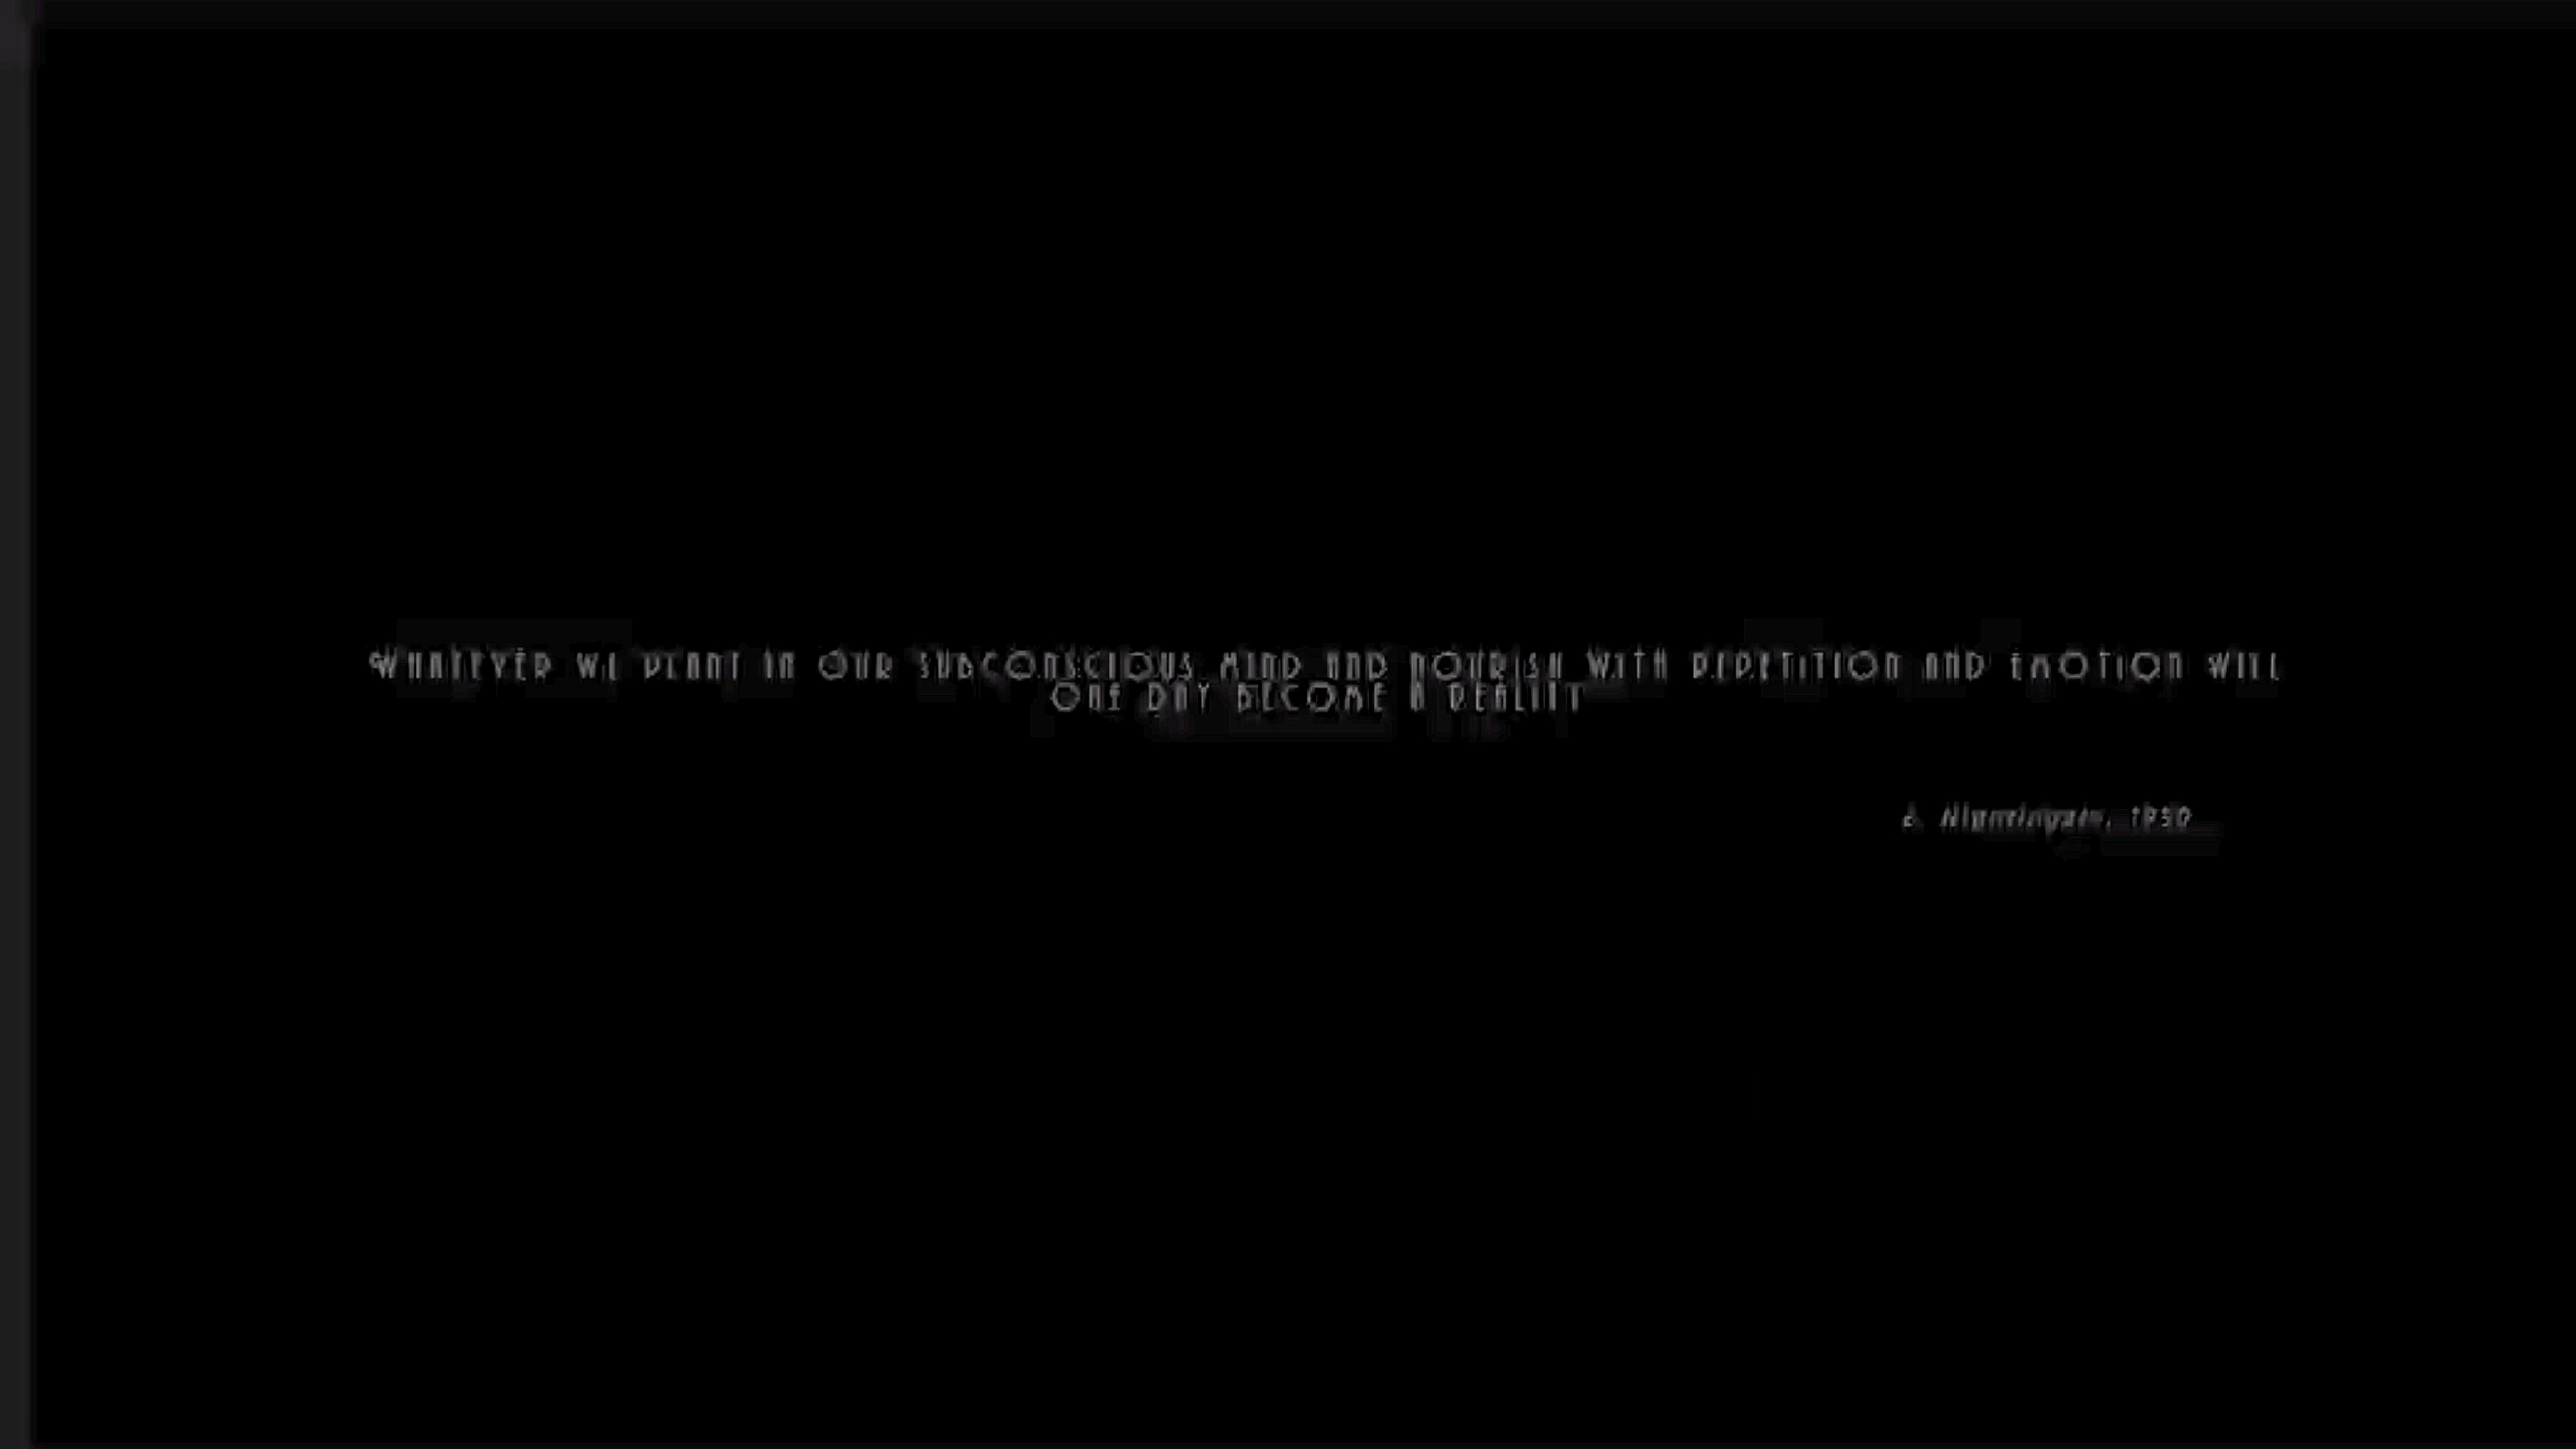 WHATEVER WE PLANT IN OUR SUBCONSCIOUS MIND AND NOURISH WITH REPETITION AND EMOTION WILL
ONE DAY BECOME A REALITY
Nightingale, 1950